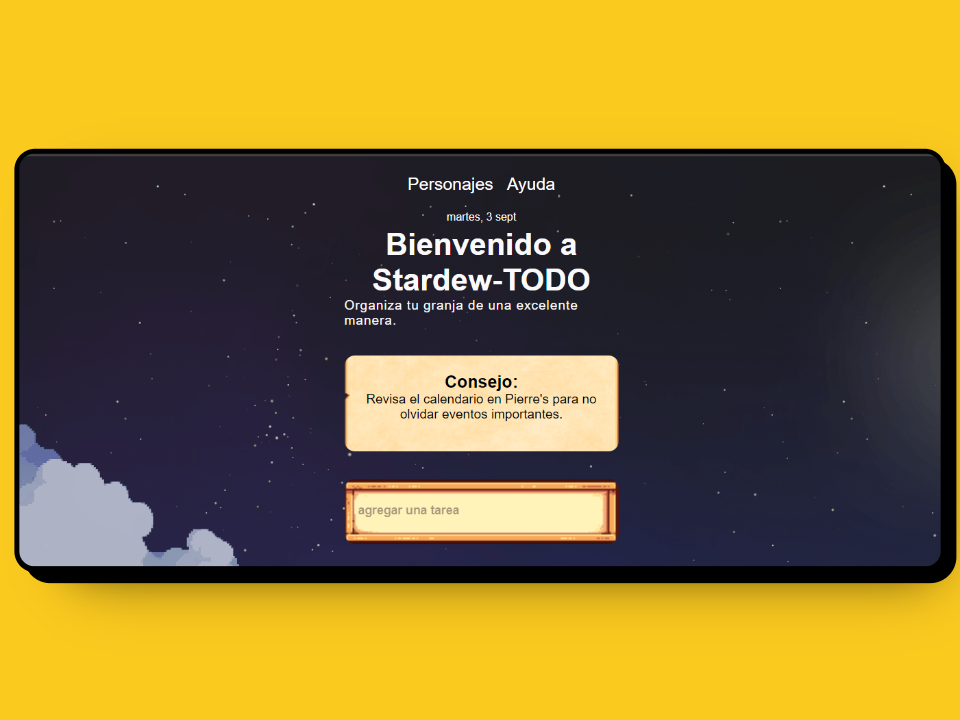 Personajes Ayuda
martes, 3 sept
Bienvenido a
Stardew-TODO
Organiza tu granja de una excelente
manera.
Consejo:
Revisa el calendario en Pierre's para no
olvidar eventos importantes.
agregar una tarea